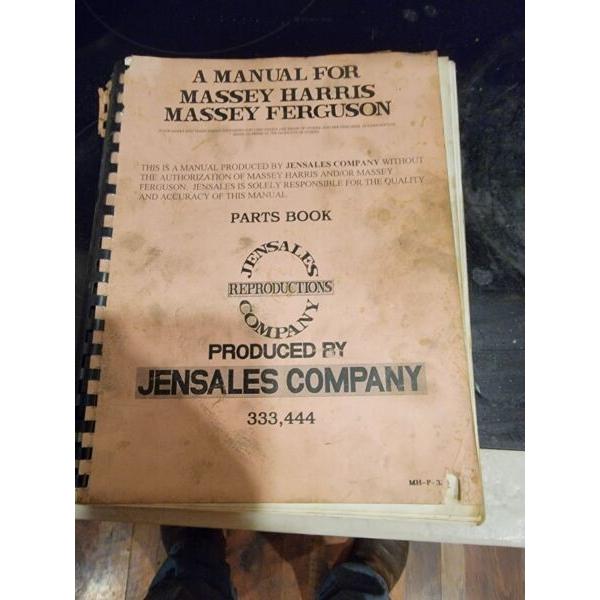 A MANUAL FOR
MASSEY HARRIS
MASSEY FERGUSON
THIS IS A MANUAL PRODUCED BY JENSALES COMPANY WITHOUT
THE AUTHORIZATION OF MASSEY HARRIS AND/OR MASSEY
FERGUSON. JENSALES IS SOLELY RESPONSIBLE FOR THE QUALITY
AND ACCURACY OF THIS MANUAL.
PARTS BOOK
JENSALES
REPRODUCTIONS
COMPANY
PRODUCED BY
JENSALES COMPANY
333,444